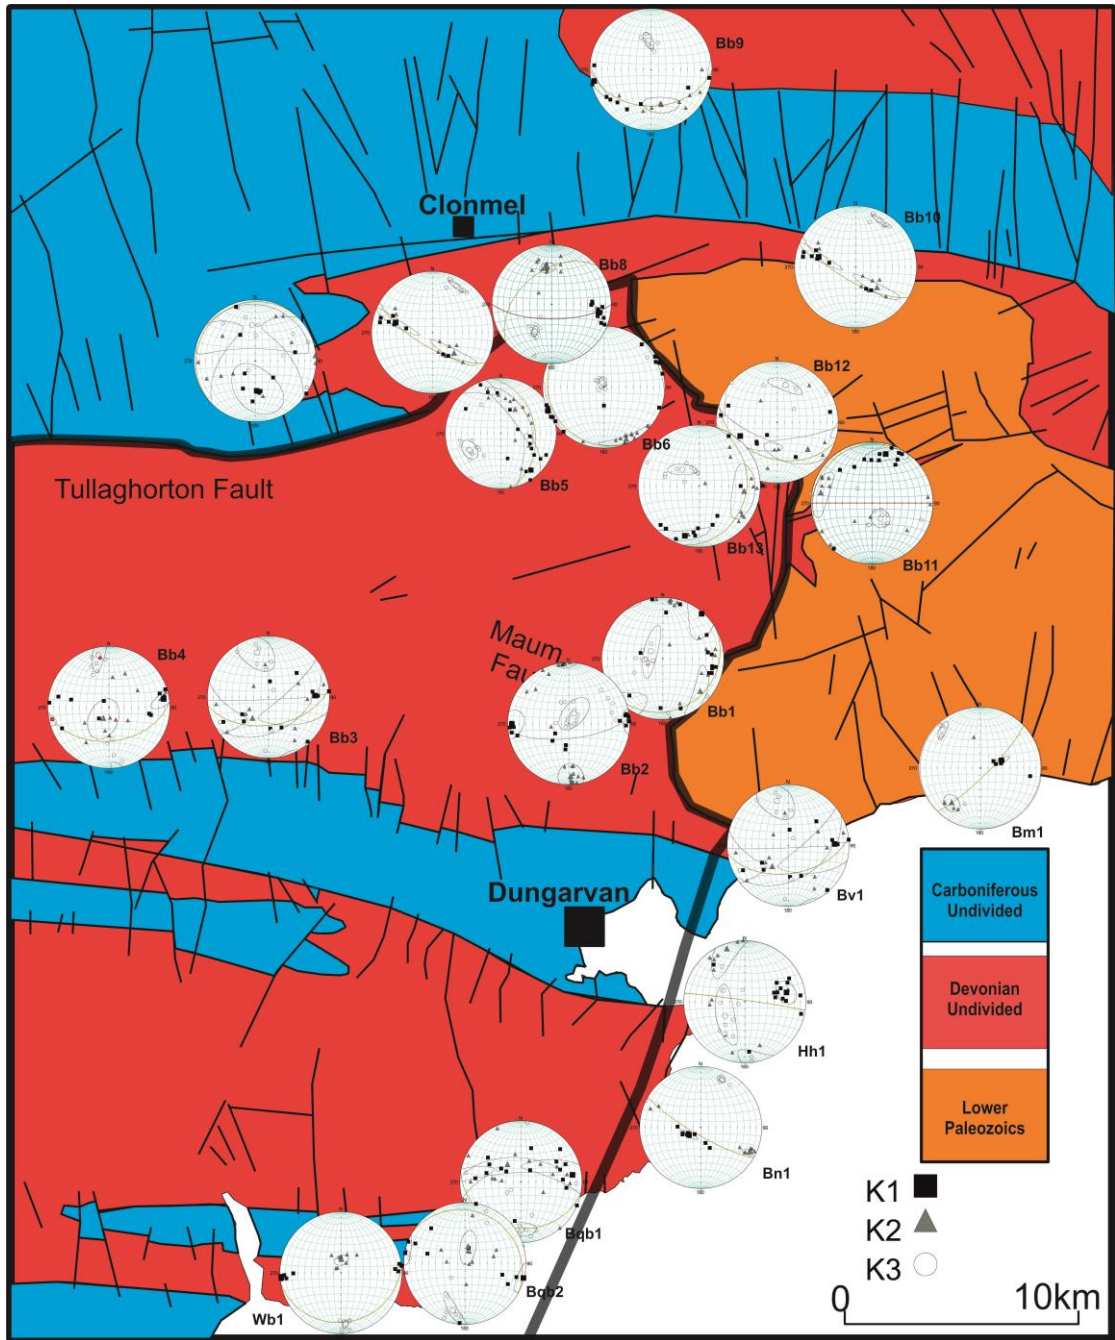 Bb9
Clonmel
Bb10
Bb8
Bb12
Bb6
Bb5
Tullaghorton Fault
Bb13
Bb11
Maum
Fau
Bb4
Bb3
Bb1
Bb2
Bm1
Dungarvan
Bv1
Carboniferous
Undivided
Hh1
Devonian
Undivided
Bn1
Lower
Paleozoics
K1
K2
K3
Bqb1
Bqb2
Wb1
0 10km